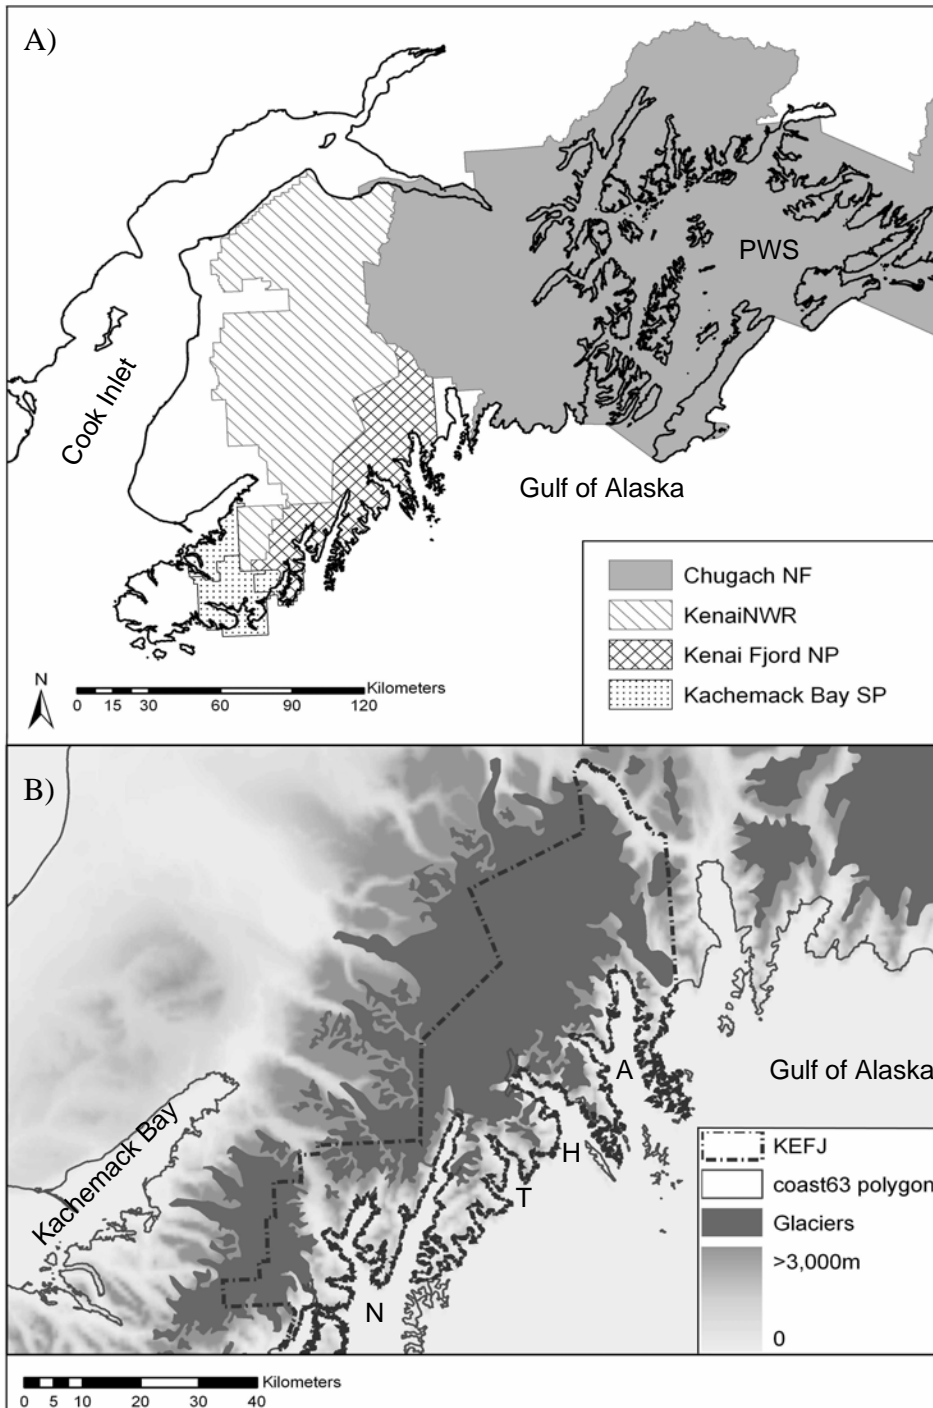 A)
PWS
Cook Inlet
Gulf of Alaska
Chugach NF
KenaiNWR
Kenai Fjord NP
Kachemack Bay SP
N
Kilometers
0 15 30 60 90 120
B)
A
Gulf of Alaska
Kachemack Bay
H
T
N
KEFJ
coast63 polygon
Glaciers
>3,000m
0
Kilometers
0 5 10 20 30 40